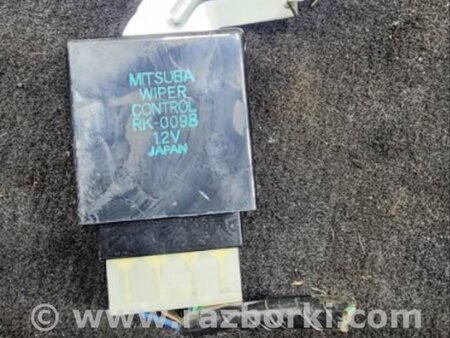 MITSUBA
WIPER
CONTROL
RK-0098
12V
JAPAN
© www.razborki.com/